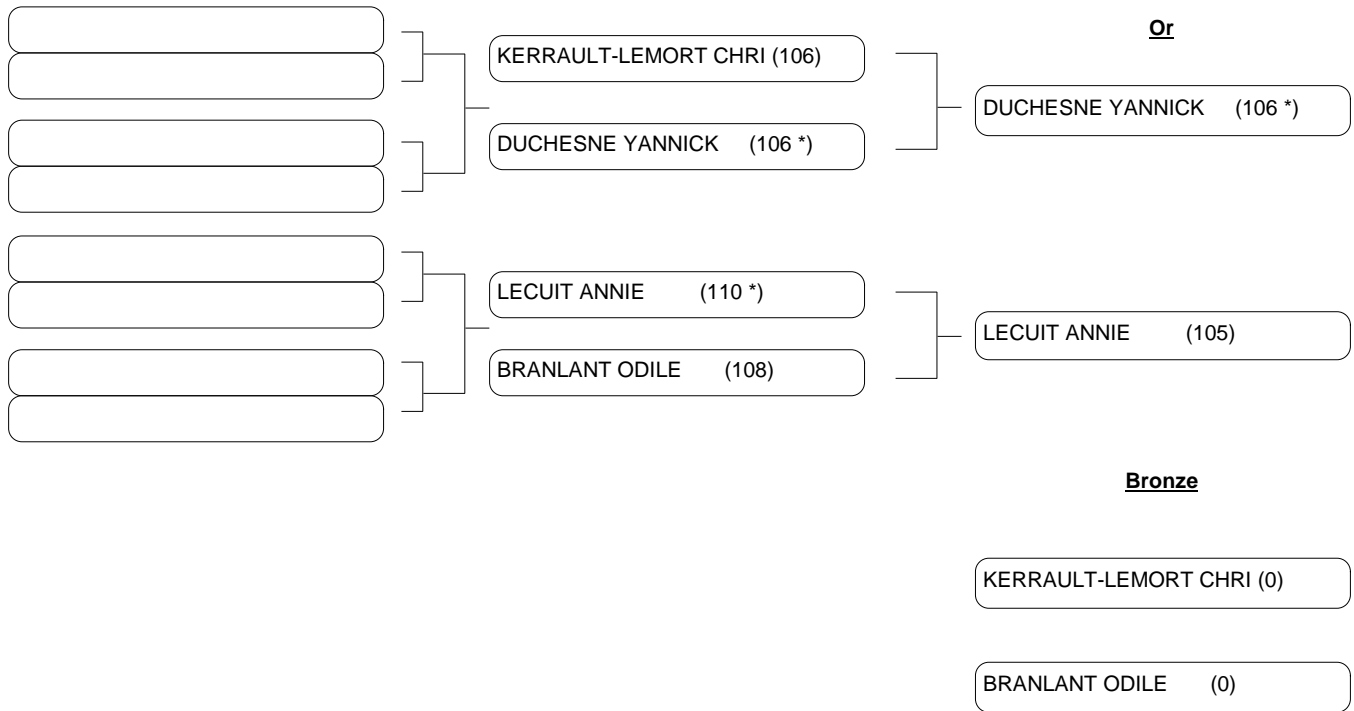 Or
KERRAULT-LEMORT CHRI (106)
DUCHESNE YANNICK (106 *)
DUCHESNE YANNICK (106 *)
LECUIT ANNIE (110 *)
BRANLANT ODILE (108)
LECUIT ANNIE (105)
Bronze
KERRAULT-LEMORT CHRI (0)
BRANLANT ODILE (0)